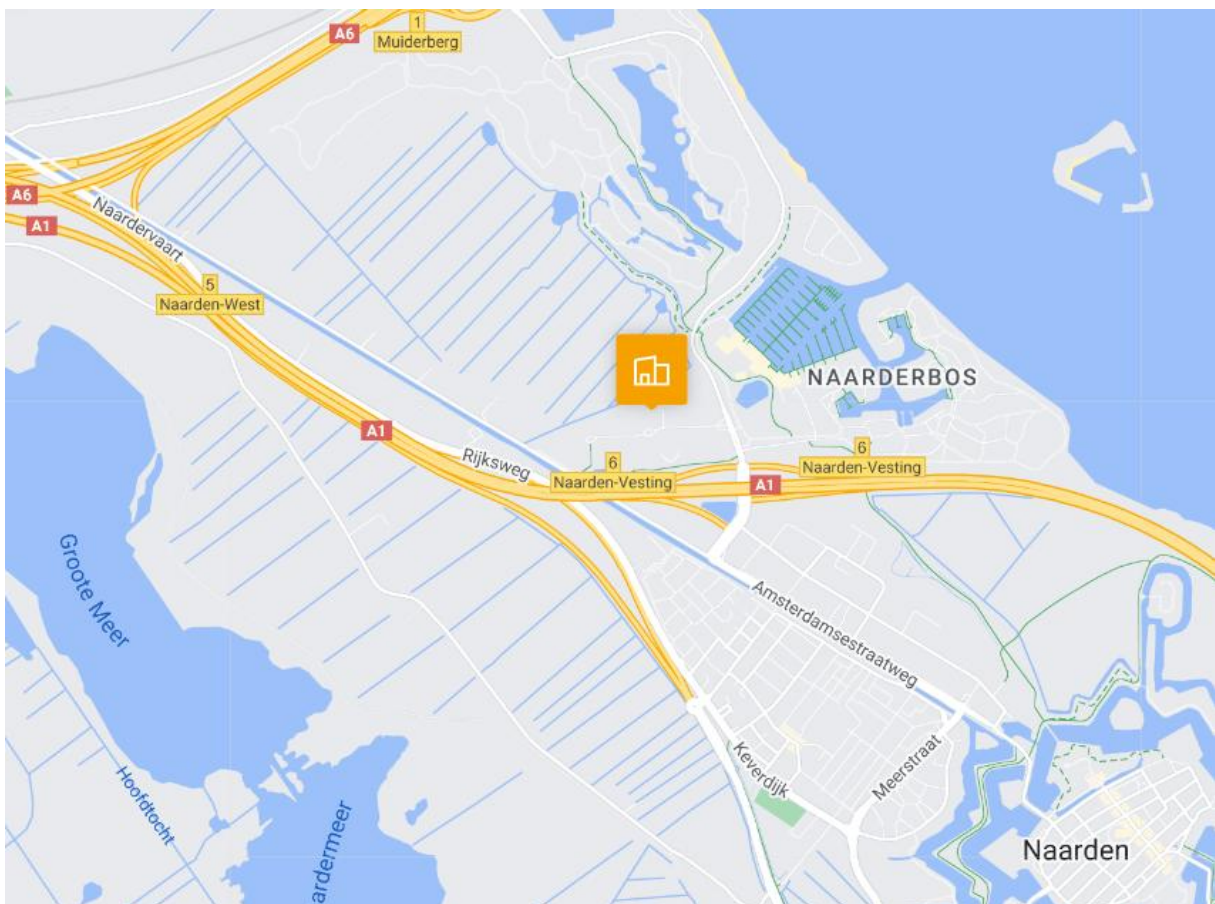 1
Muiderberg
A6
A6
A1
Naardervaart
5
Naarden-West
NAARDERBOS
A1
Rijksweg
6
Naarden-Vesting
6
Naarden-Vesting
A1
Groote Meer
Amsterdamsestraatweg
Meerstraat
Keverdijk
Hoofdtocht
ardermeer
Naarden